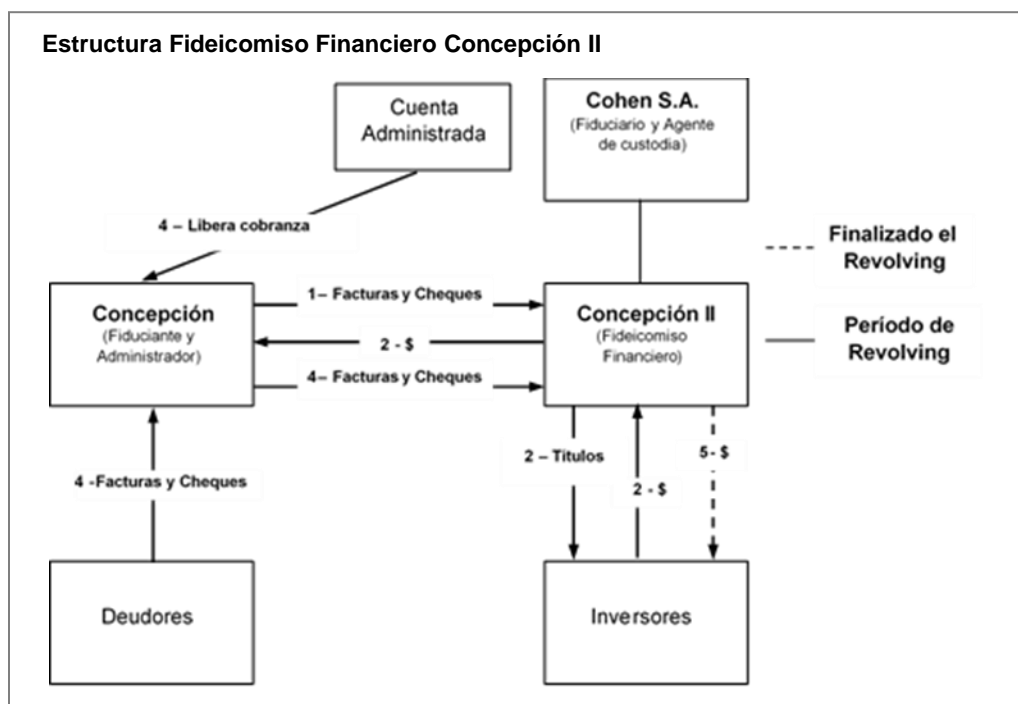 Estructura Fideicomiso Financiero Concepción II
Cuenta
Administrada
Cohen S.A.
(Fiduciario y Agente
de custodia)
4 – Libera cobranza
Finalizado el
Revolving
Concepción
(Fiduciante y
Administrador)
1– Facturas y Cheques
2 - $
4– Facturas y Cheques
Concepción II
(Fideicomiso
Financiero)
Período de
Revolving
4 -Facturas y Cheques
2 – Titulos
2 - $
5- $
Deudores
Inversores